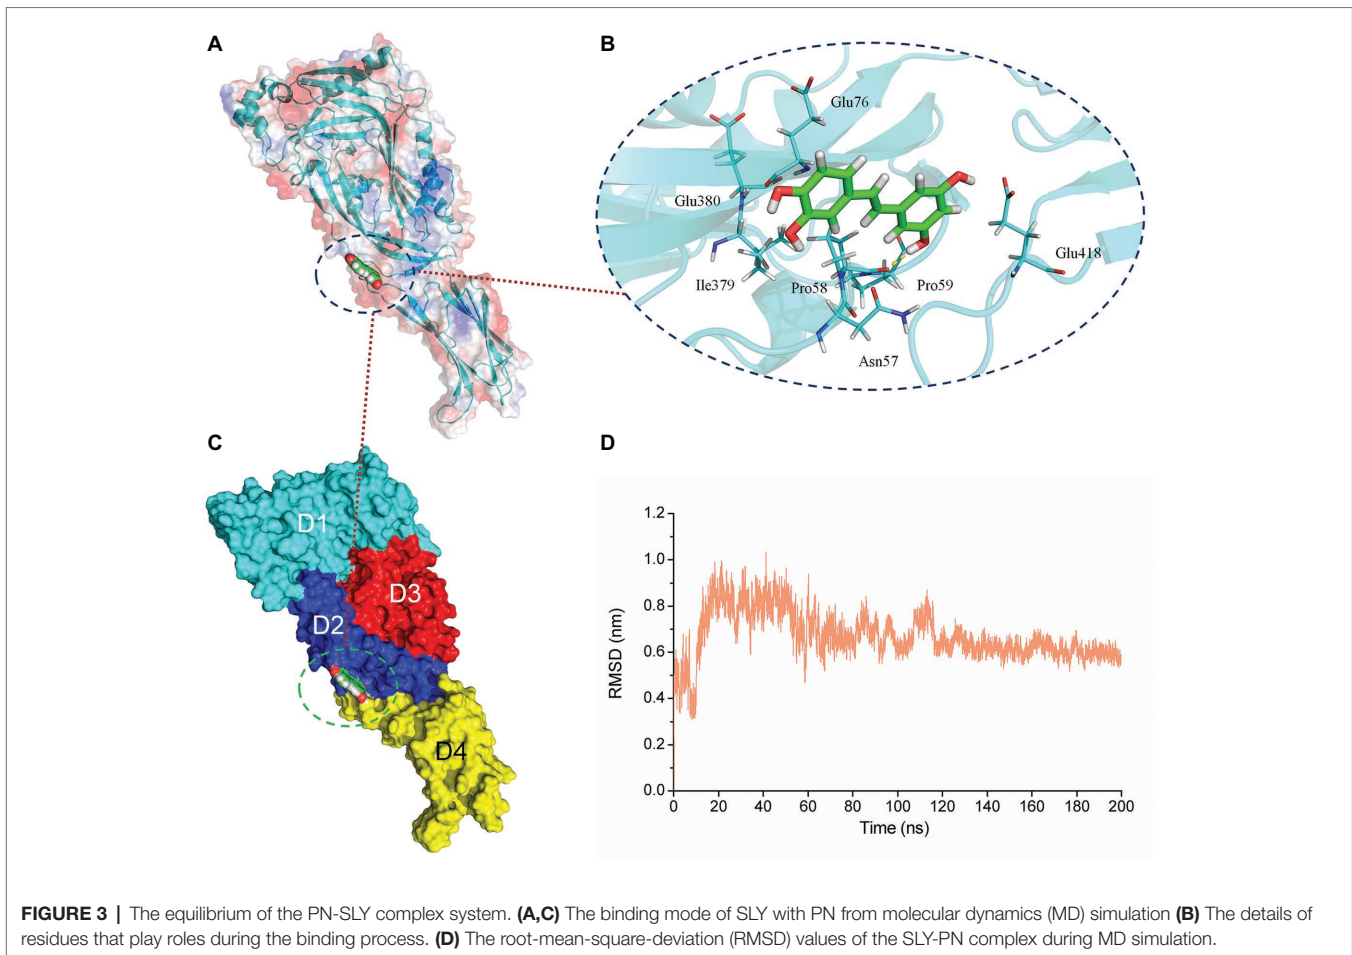 A
B
Glu76
Glu380
Glu418
Ile379
Pro58
Pro59
Asn57
C
D
D1
D3
D2
D4
1.2
1.0
0.8
0.6
0.4
0.2
0.0
RMSD (nm)
0 20 40 60 80 100 120 140 160 180 200
Time (ns)
FIGURE 3 | The equilibrium of the PN-SLY complex system. (A,C) The binding mode of SLY with PN from molecular dynamics (MD) simulation (B) The details of
residues that play roles during the binding process. (D) The root-mean-square-deviation (RMSD) values of the SLY-PN complex during MD simulation.